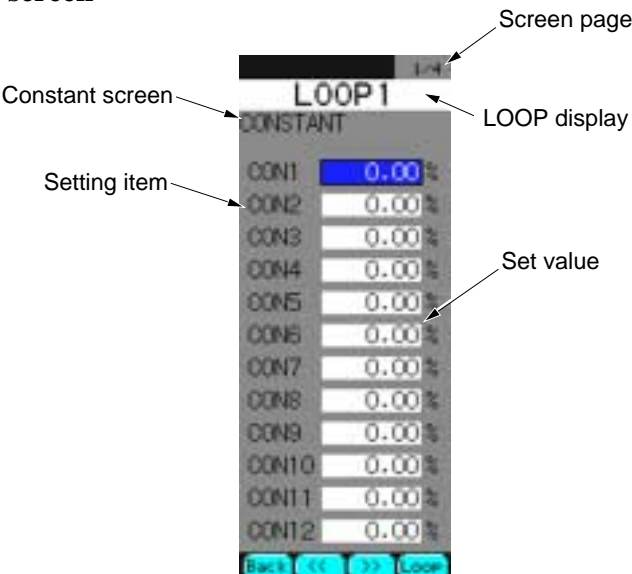 screen
Screen page
1/4
LOOP1
Constant screen
LOOP display
CONSTANT
CON1 0.00 %
Setting item
CON2 0.00 %
CON3 0.00 %
CON4 0.00 %
Set value
CON5 0.00 %
CON6 0.00 %
CON7 0.00 %
CON8 0.00 %
CON9 0.00 %
CON10 0.00 %
CON11 0.00 %
CON12 0.00 %
Back << >> Loop